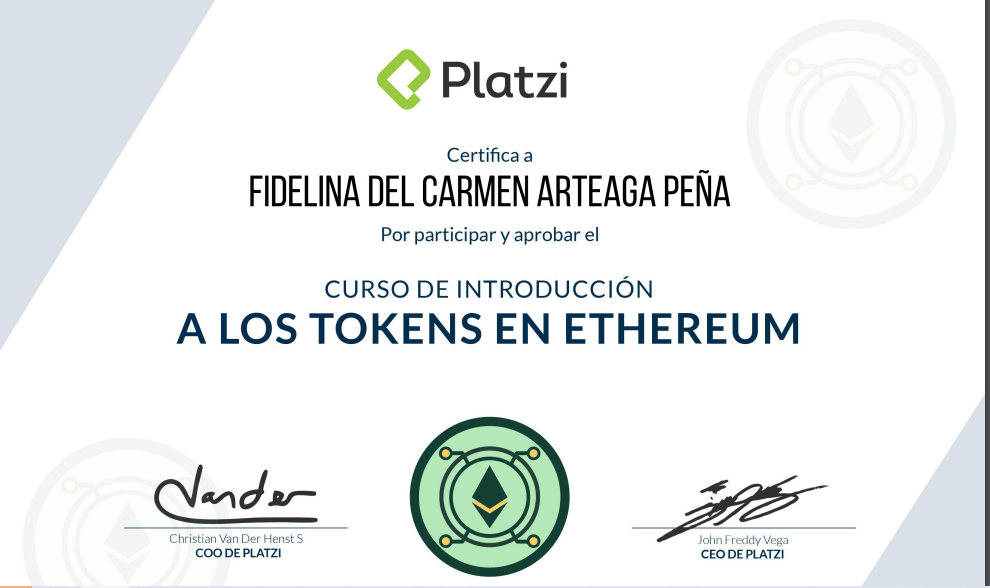 Platzi
Certifica a
FIDELINA DEL CARMEN ARTEAGA PEÑA
Por participar y aprobar el
CURSO DE INTRODUCCIÓN
A LOS TOKENS EN ETHEREUM
Vander
Christian Van Der Henst S
COO DE PLATZI
John Freddy Vega
CEO DE PLATZI